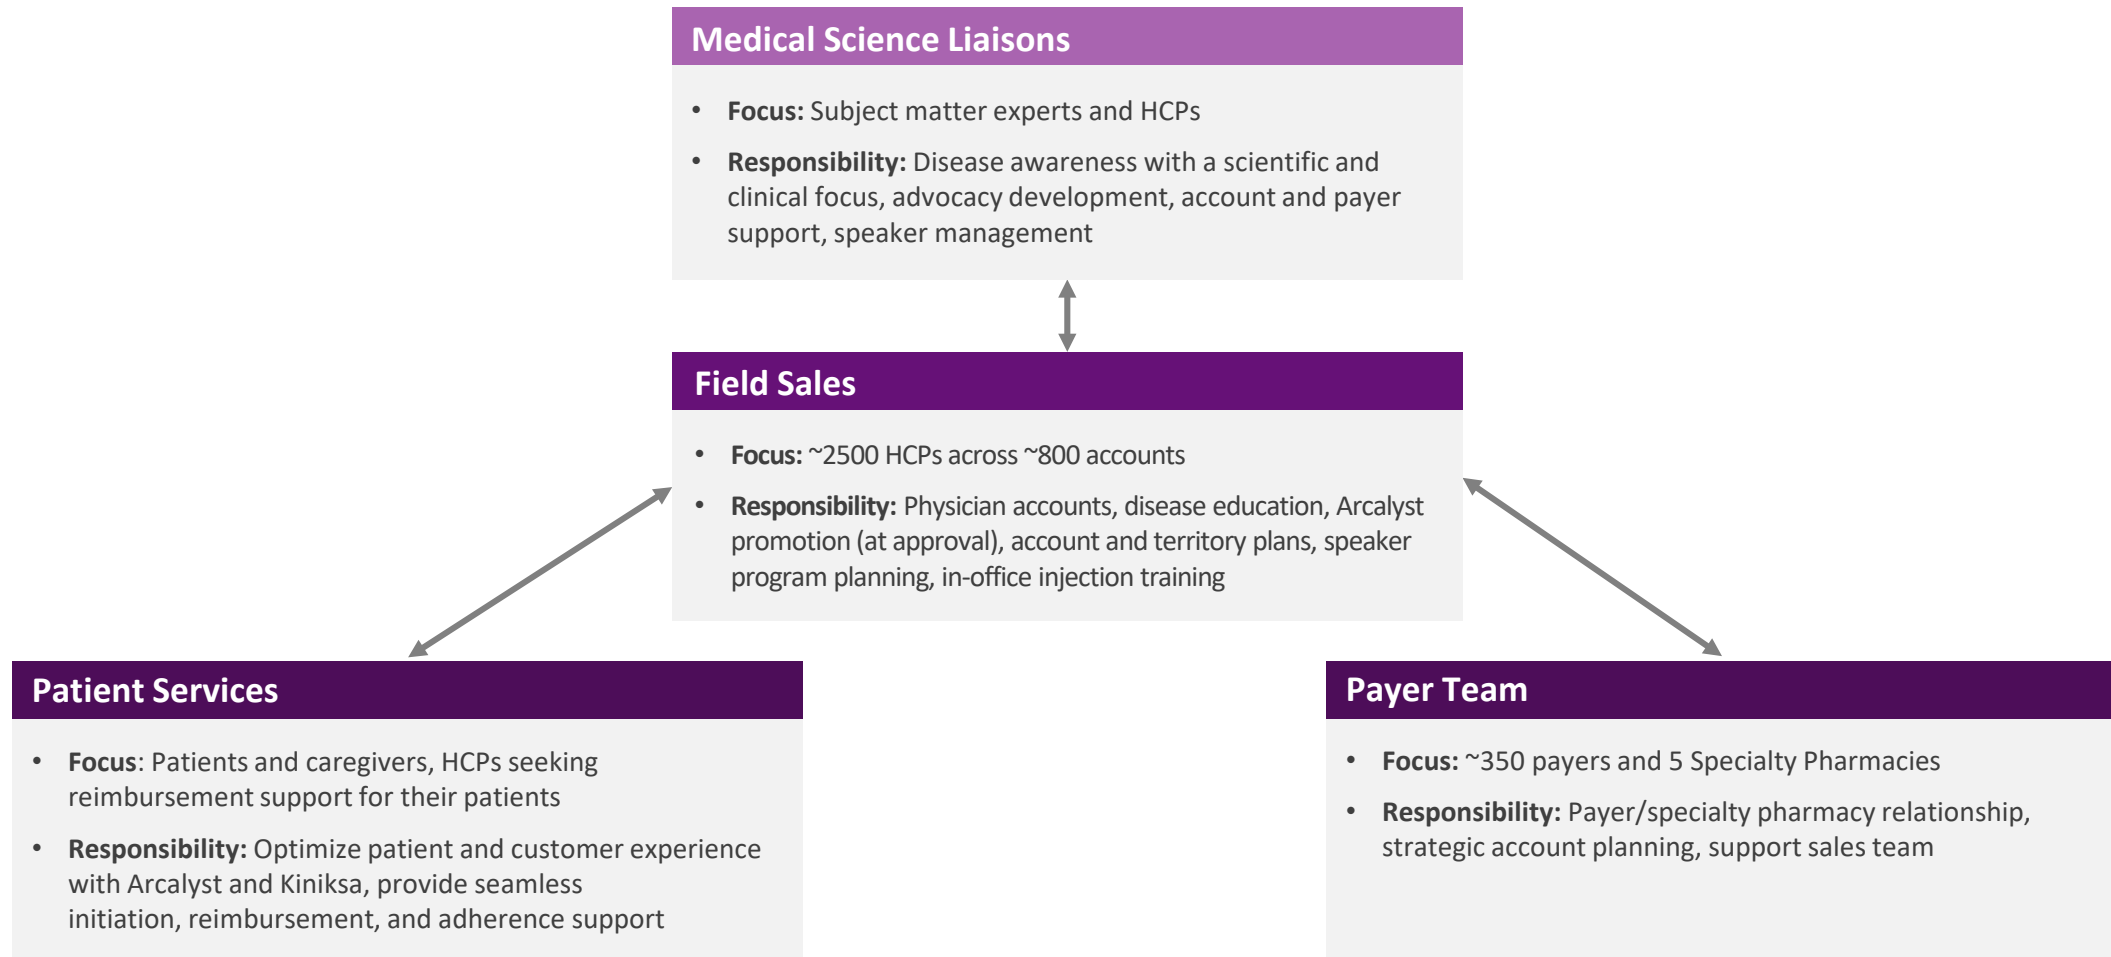 Medical Science Liaisons
• Focus: Subject matter experts and HCPs
• Responsibility: Disease awareness with a scientific and
clinical focus, advocacy development, account and payer
support, speaker management
Field Sales
• Focus: ~2500 HCPs across ~800 accounts
• Responsibility: Physician accounts, disease education, Arcalyst
promotion (at approval), account and territory plans, speaker
program planning, in-office injection training
Patient Services
• Focus: Patients and caregivers, HCPs seeking
reimbursement support for their patients
• Responsibility: Optimize patient and customer experience
with Arcalyst and Kiniksa, provide seamless
initiation, reimbursement, and adherence support
Payer Team
• Focus: ~350 payers and 5 Specialty Pharmacies
• Responsibility: Payer/specialty pharmacy relationship,
strategic account planning, support sales team